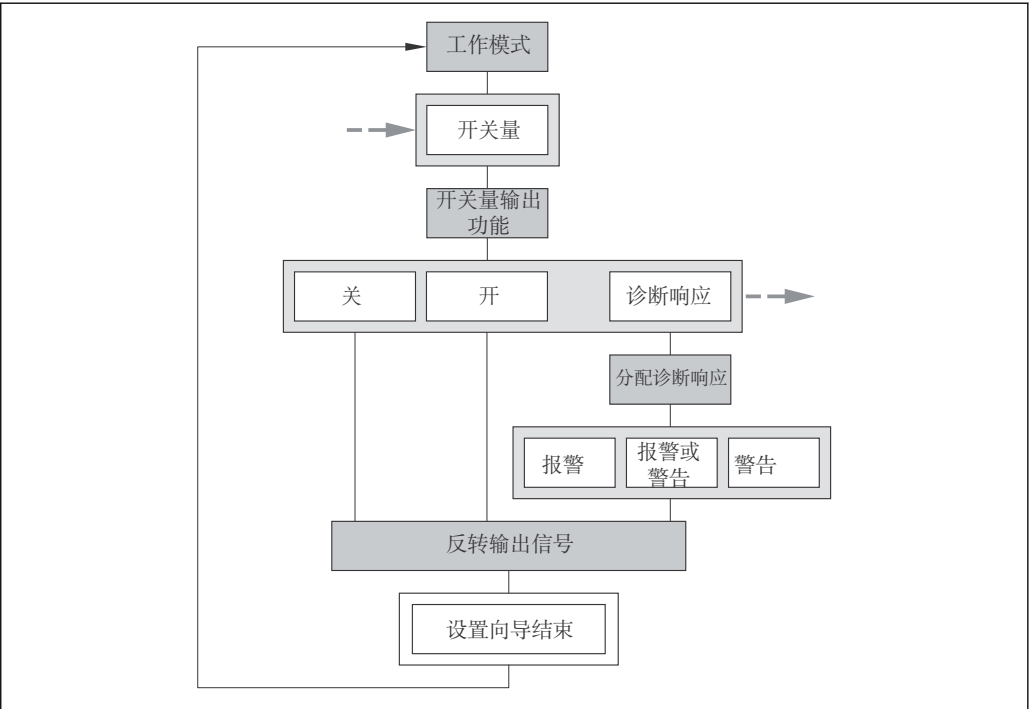 工作模式
开关量
开关量输出
功能
关
开
诊断响应
分配诊断响应
报警
报警或
警告
警告
反转输出信号
设置向导结束